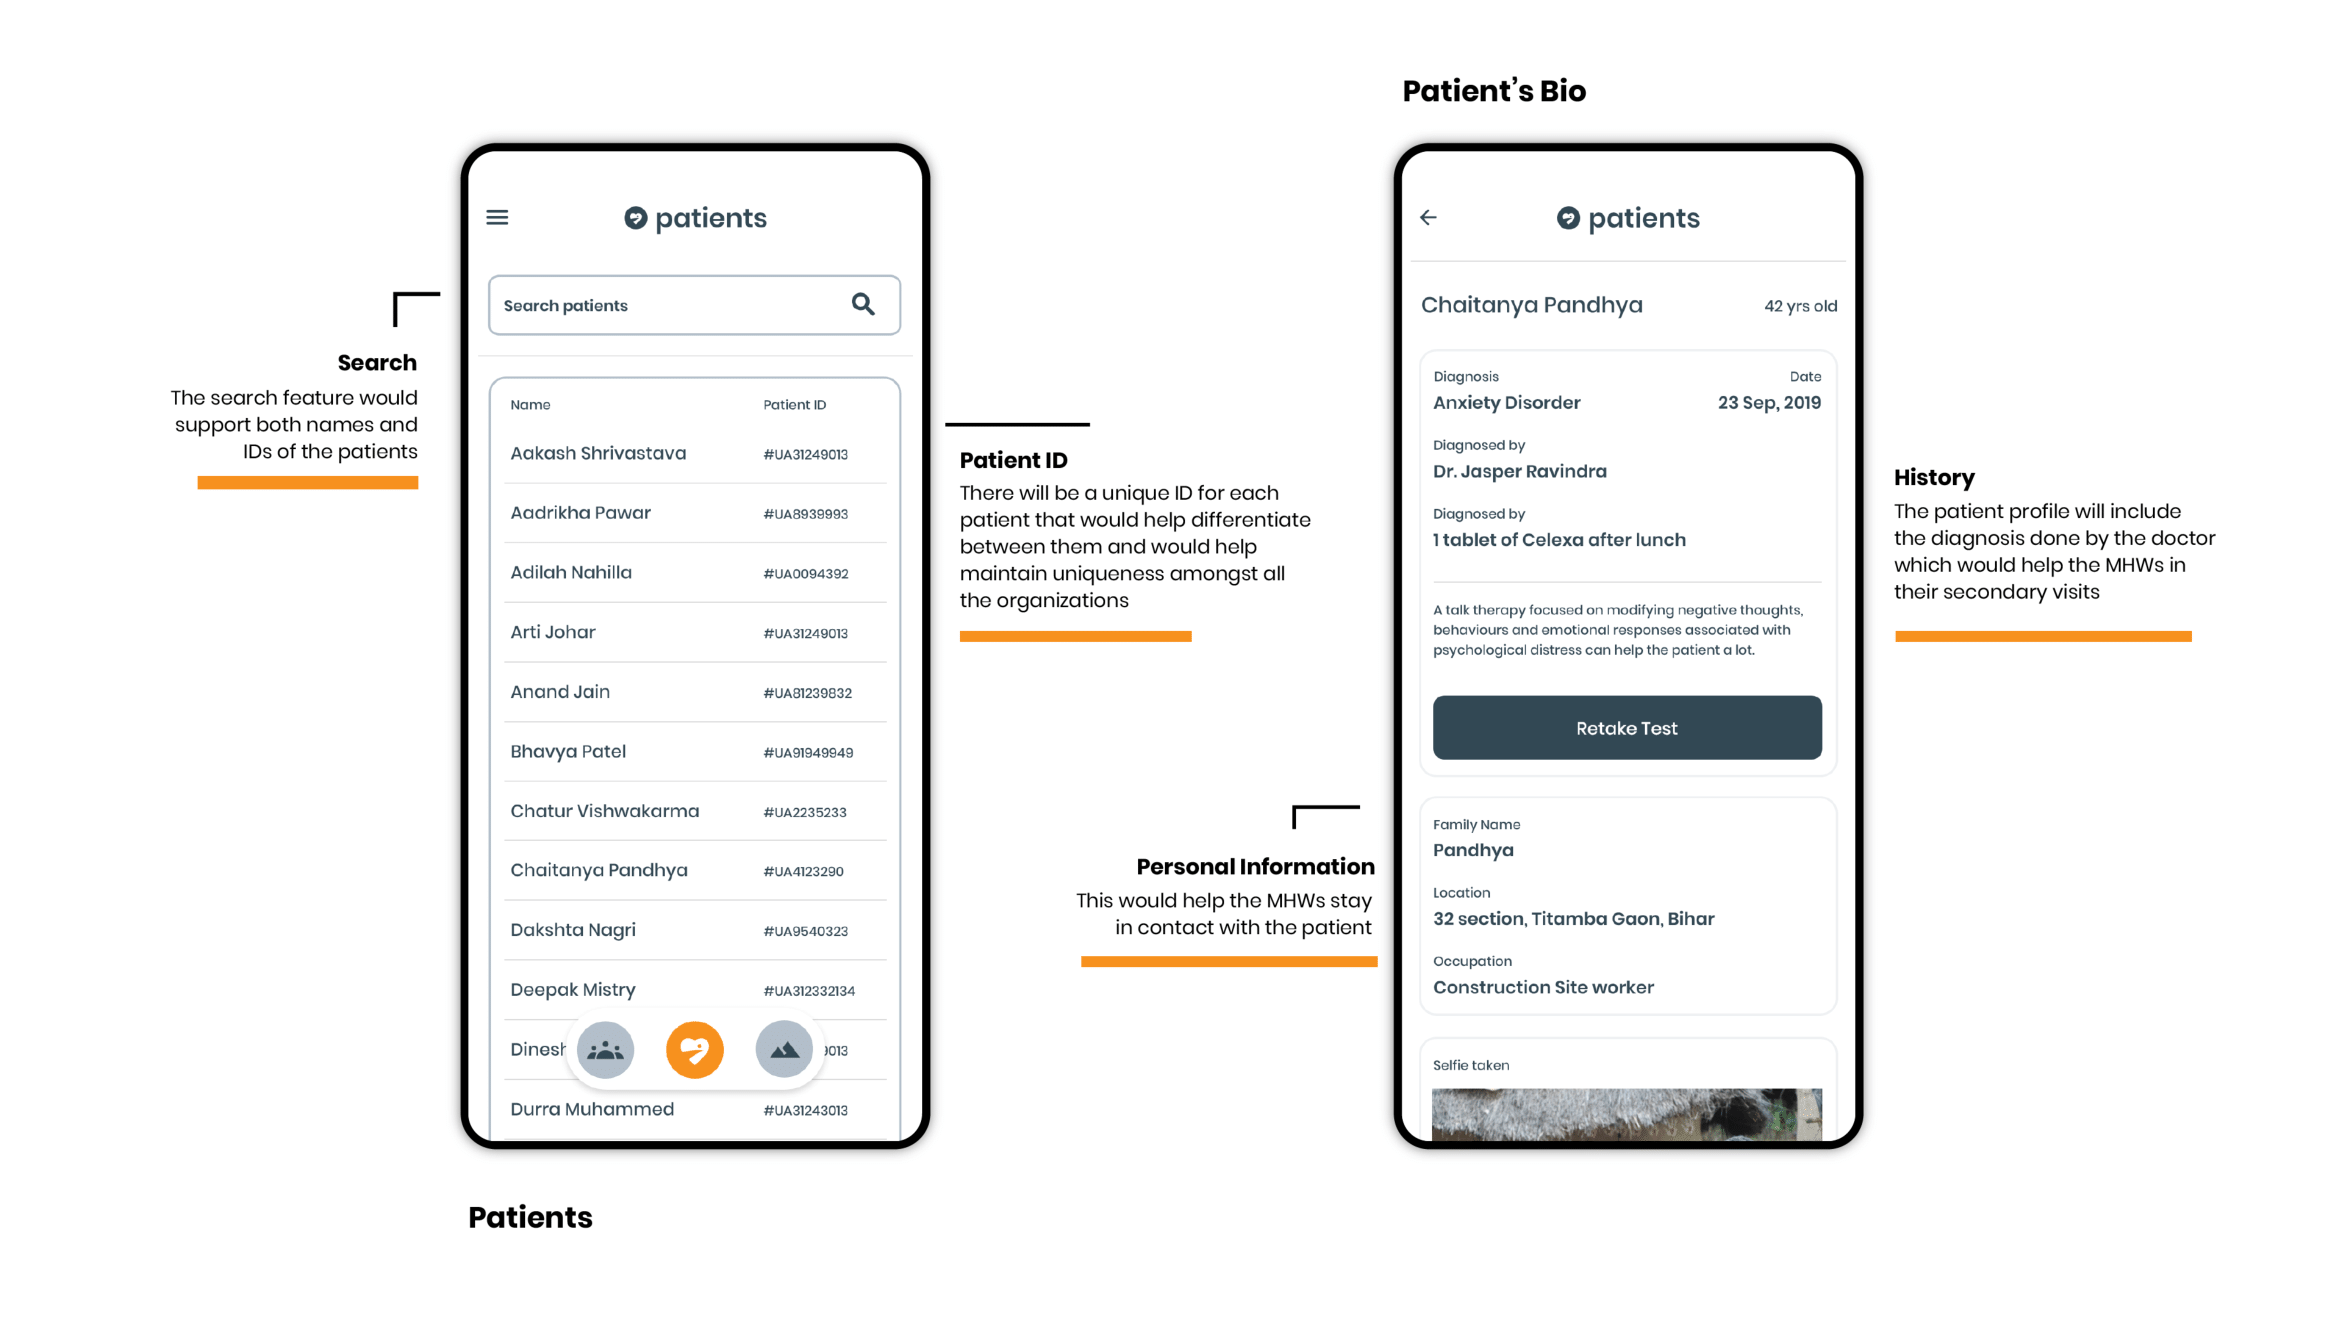 Patient's Bio
patients
Search patients
Search
The search feature would
support both names and
IDs of the patients
Name Patient ID
Aakash Shrivastava #UA31249013
Aadrikha Pawar #UA8939993
Adilah Nahilla #UA0094392
Arti Johar #UA31249013
Anand Jain #UA81239832
Bhavya Patel #UA91949949
Chatur Vishwakarma #UA2235233
Chaitanya Pandhya #UA4123290
Dakshta Nagri #UA9540323
Deepak Mistry #UA312332134
Dinesh 9013
Durra Muhammed #UA31243013
Patients
Patient ID
There will be a unique ID for each
patient that would help differentiate
between them and would help
maintain uniqueness amongst all
the organizations
patients
Chaitanya Pandhya 42 yrs old
Diagnosis Date
Anxiety Disorder 23 Sep, 2019
Diagnosed by
Dr. Jasper Ravindra
Diagnosed by
1 tablet of Celexa after lunch
A talk therapy focused on modifying negative thoughts,
behaviours and emotional responses associated with
psychological distress can help the patient a lot.
Retake Test
Personal Information
This would help the MHWs stay
in contact with the patient
Family Name
Pandhya
Location
32 section, Titamba Gaon, Bihar
Occupation
Construction Site worker
Selfie taken
History
The patient profile will include
the diagnosis done by the doctor
which would help the MHWs in
their secondary visits